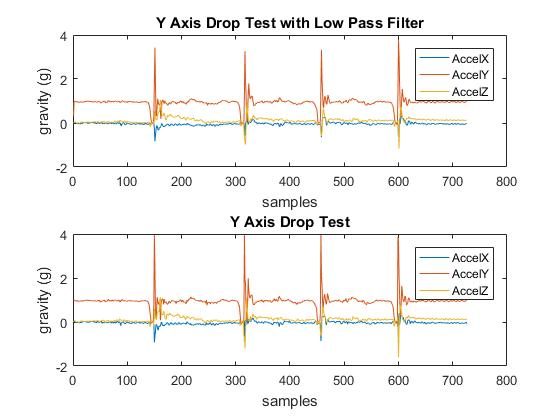 Y Axis Drop Test with Low Pass Filter
4
2
0
-2
gravity (g)
AccelX
AccelY
AccelZ
0 100 200 300 400 500 600 700 800
samples
Y Axis Drop Test
4
2
0
-2
gravity (g)
AccelX
AccelY
AccelZ
0 100 200 300 400 500 600 700 800
samples